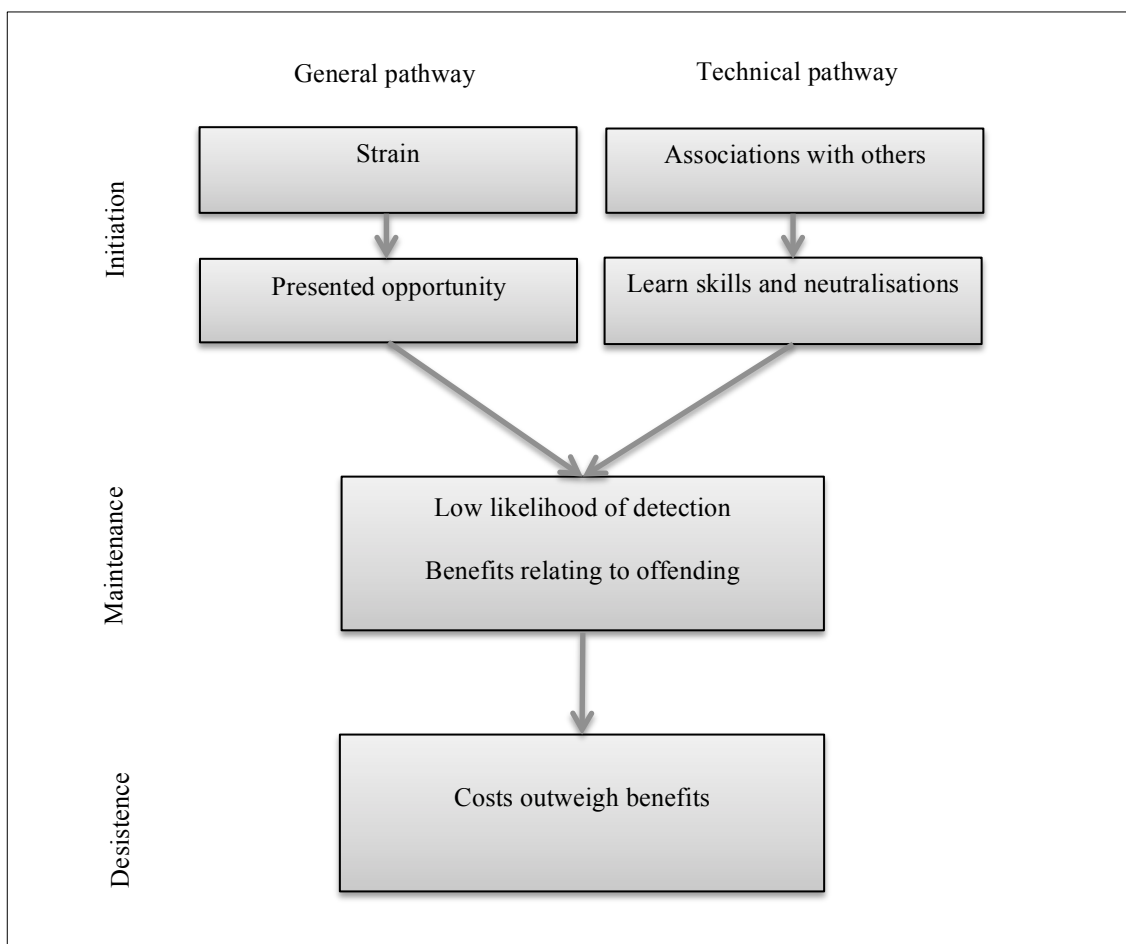 General pathway
Technical pathway
Initiation
Strain
Associations with others
Presented opportunity
Learn skills and neutralisations
Maintenance
Low likelihood of detection
Benefits relating to offending
Desistence
Costs outweigh benefits